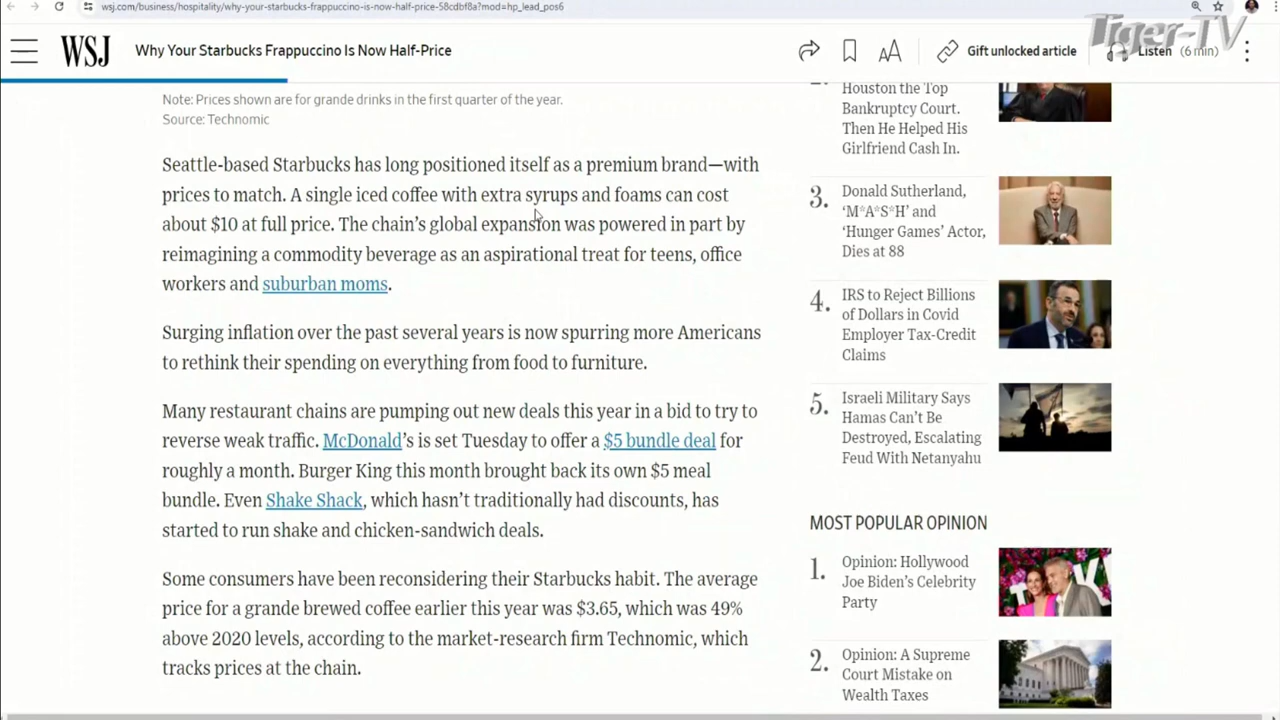 wsj.com/business/hospitality/why-your-starbucks-frappuccino-is-now-half-price-58cdbf8a?mod=hp_lead_pos6
Tiger-TV
WSJ
Why Your Starbucks Frappuccino Is Now Half-Price
Gift unlocked article
Listen (6 min)
Note: Prices shown are for grande drinks in the first quarter of the year.
Source: Technomic
Seattle-based Starbucks has long positioned itself as a premium brand—with
prices to match. A single iced coffee with extra syrups and foams can cost
about $10 at full price. The chain's global expansion was powered in part by
reimagining a commodity beverage as an aspirational treat for teens, office
workers and suburban moms.
Surging inflation over the past several years is now spurring more Americans
to rethink their spending on everything from food to furniture.
Many restaurant chains are pumping out new deals this year in a bid to try to
reverse weak traffic. McDonald's is set Tuesday to offer a $5 bundle deal for
roughly a month. Burger King this month brought back its own $5 meal
bundle. Even Shake Shack, which hasn't traditionally had discounts, has
started to run shake and chicken-sandwich deals.
Some consumers have been reconsidering their Starbucks habit. The average
price for a grande brewed coffee earlier this year was $3.65, which was 49%
above 2020 levels, according to the market-research firm Technomic, which
tracks prices at the chain.
Houston the Top
Bankruptcy Court.
Then He Helped His
Girlfriend Cash In.
3.
Donald Sutherland,
'M*A*S*H' and
'Hunger Games' Actor,
Dies at 88
4.
IRS to Reject Billions
of Dollars in Covid
Employer Tax-Credit
Claims
5.
Israeli Military Says
Hamas Can't Be
Destroyed, Escalating
Feud With Netanyahu
MOST POPULAR OPINION
1.
Opinion: Hollywood
Joe Biden's Celebrity
Party
2.
Opinion: A Supreme
Court Mistake on
Wealth Taxes